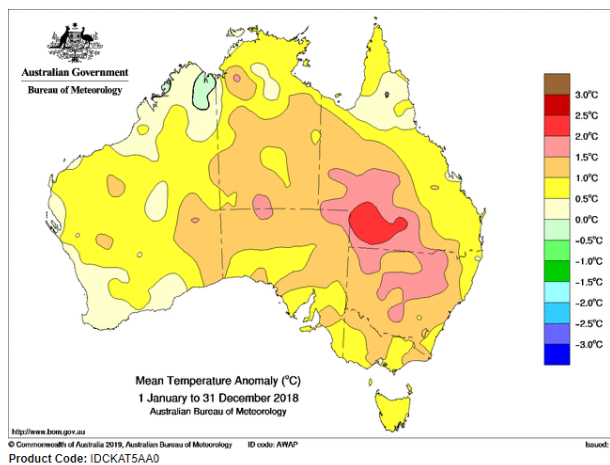 Australian Government
Bureau of Meteorology
3.0°C
2.5°C
2.0°C
1.5°C
1.0°C
0.5°C
0.0°C
-0.5°C
-1.0°C
-1.5°C
-2.0°C
-2.5°C
-3.0°C
Mean Temperature Anomaly (°C)
1 January to 31 December 2018
Australian Bureau of Meteorology
http://www.bom.gov.au
© Commonwealth of Australia 2019, Australian Bureau of Meteorology ID code: AWAP Issued:
Product Code: IDCKAT5AA0